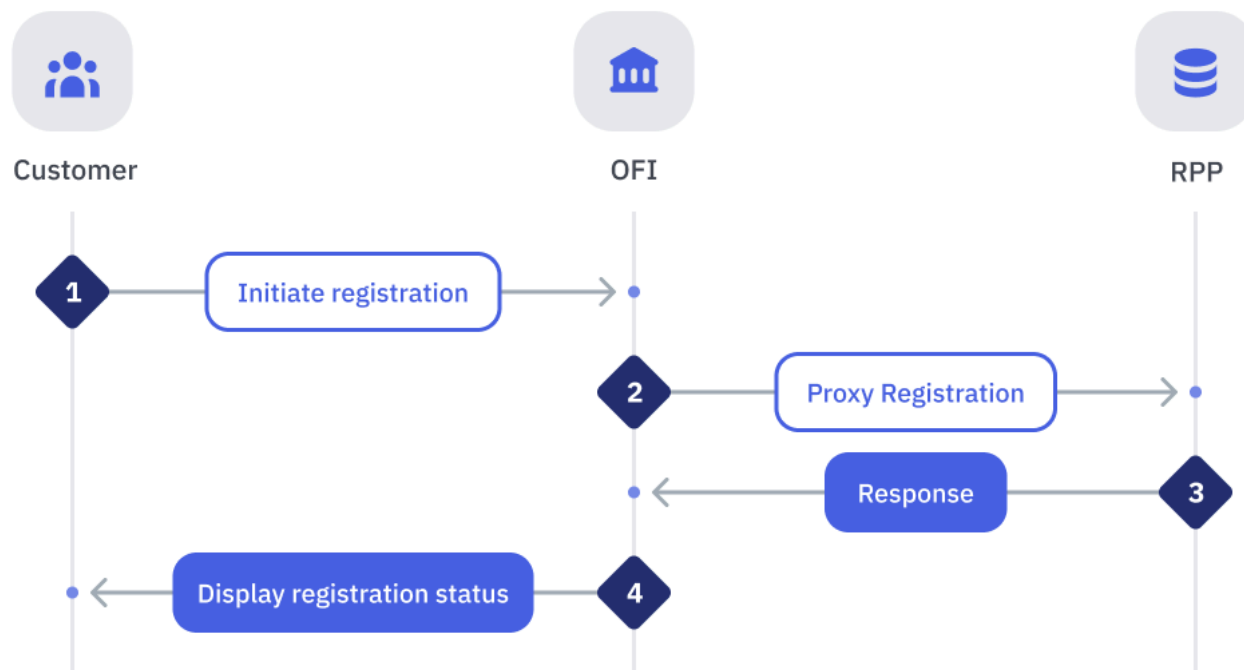 Customer
OFI
RPP
1
Initiate registration
2
Proxy Registration
Response
3
Display registration status
4